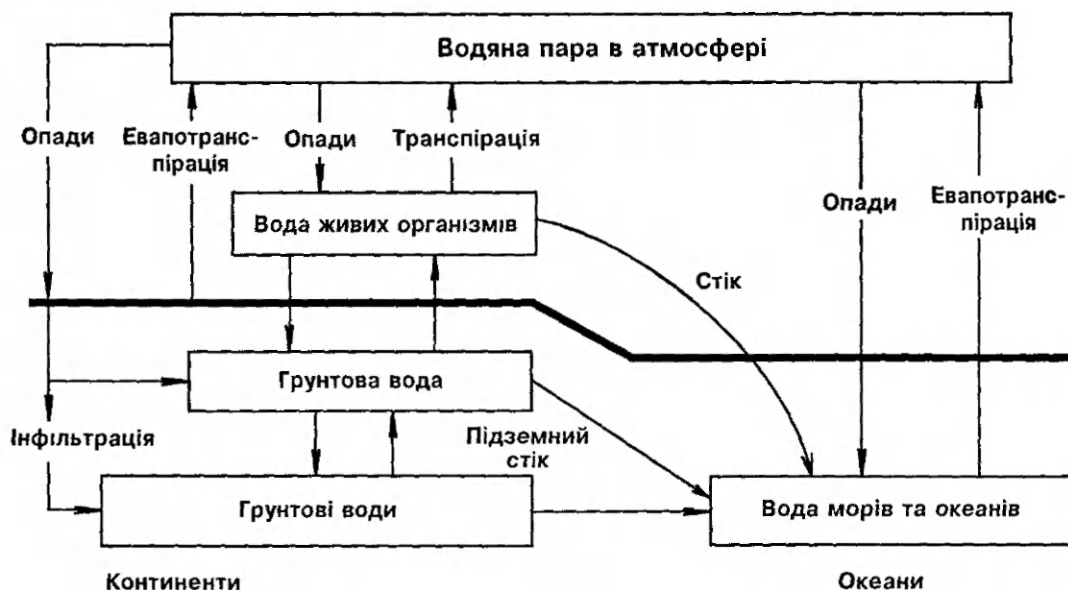 Водяна пара в атмосфері
Опади
Евапотранс-
пірація
Опади
Транспірація
Опади
Евапотранс-
пірація
Вода живих організмів
Стік
Грунтова вода
Інфільтрація
Підземний
стік
Грунтові води
Вода морів та океанів
Континенти
Океани